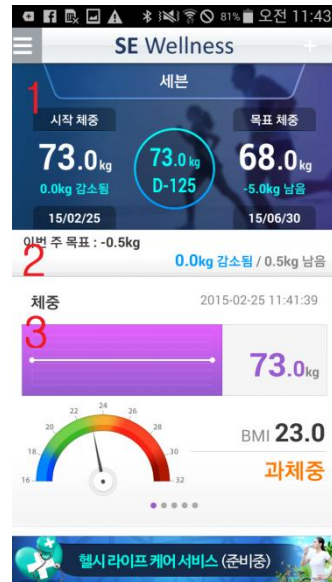 81% 오전 11:43
SE Wellness
1
세븐
시작 체중
목표 체중
73.0kg
73.0 kg
68.0kg
0.0kg 감소됨
D-125
-5.0kg 남음
15/02/25
15/06/30
이번 주 목표 : -0.5kg
2
0.0kg 감소됨 / 0.5kg 남음
체중
2015-02-25 11:41:39
3
73.0kg
16 18 20 22 24 26 28 30 32
BMI 23.0
과체중
헬시 라이프 케어 서비스 (준비중)